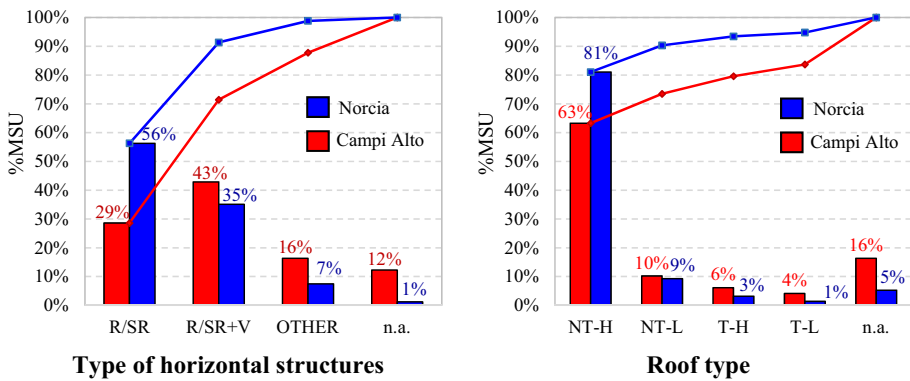 100%
90%
80%
70%
60%
50%
40%
30%
20%
10%
0%
%MSU
Norcia
Campi Alto
29%
56%
43%
35%
16%
7%
12%
1%
R/SR
R/SR+V
OTHER
n.a.
Type of horizontal structures
100%
90%
80%
70%
60%
50%
40%
30%
20%
10%
0%
%MSU
Norcia
Campi Alto
63%
81%
10%
9%
6%
3%
4%
1%
16%
5%
NT-H
NT-L
T-H
T-L
n.a.
Roof type